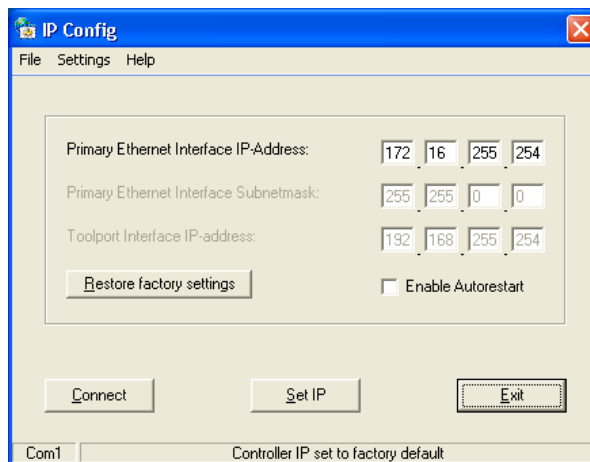 IP Config
File Settings Help
Primary Ethernet Interface IP-Address: 172 . 16 . 255 . 254
Primary Ethernet Interface Subnetmask: 255 . 255 . 0 . 0
Toolport Interface IP-address: 192 . 168 . 255 . 254
Restore factory settings Enable Autorestart
Connect Set IP Exit
Com1 Controller IP set to factory default